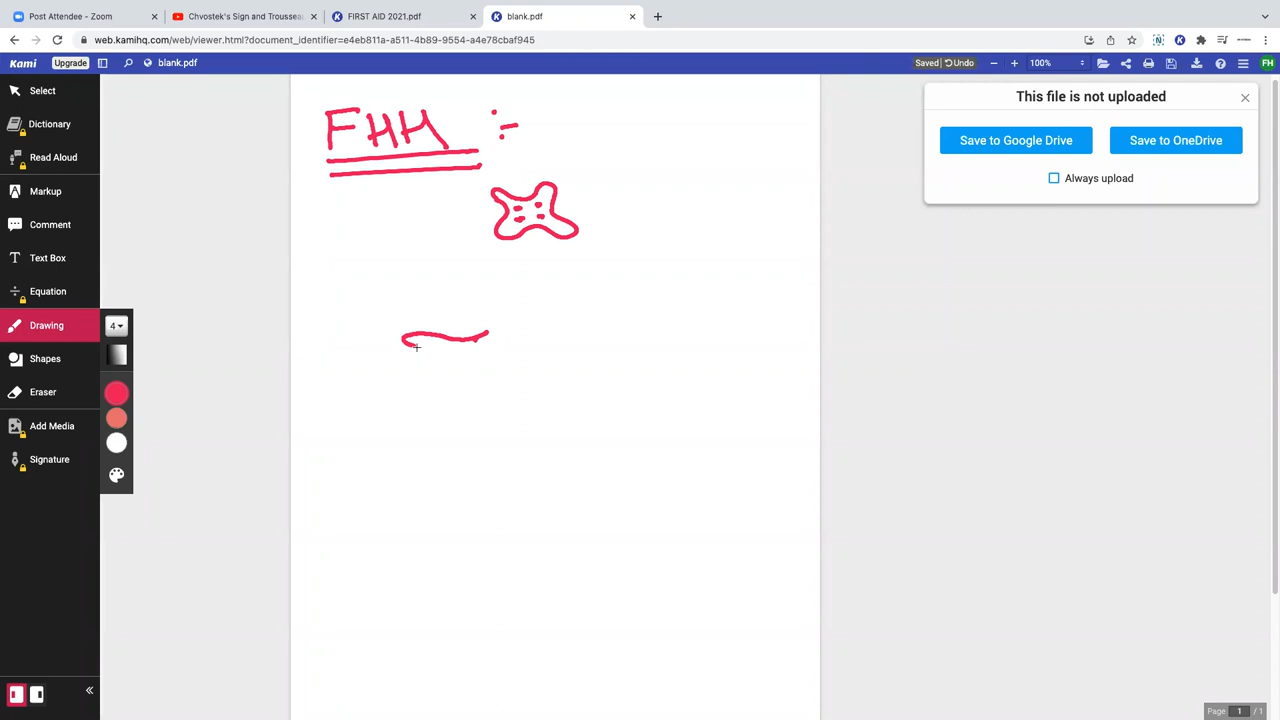 Post Attendee - Zoom
Chvostek's Sign and Trousseau
FIRST AID 2021.pdf
blank.pdf
web.kamihq.com/web/viewer.html?document_identifier=e4eb811a-a511-4b89-9554-a4e78cbaf945
Kami Upgrade blank.pdf Saved Undo 100% FH
Select
Dictionary
Read Aloud
Markup
Comment
Text Box
Equation
Drawing
Shapes
Eraser
Add Media
Signature
4
FHH :-
This file is not uploaded
Save to Google Drive Save to OneDrive
Always upload
Page 1 / 1